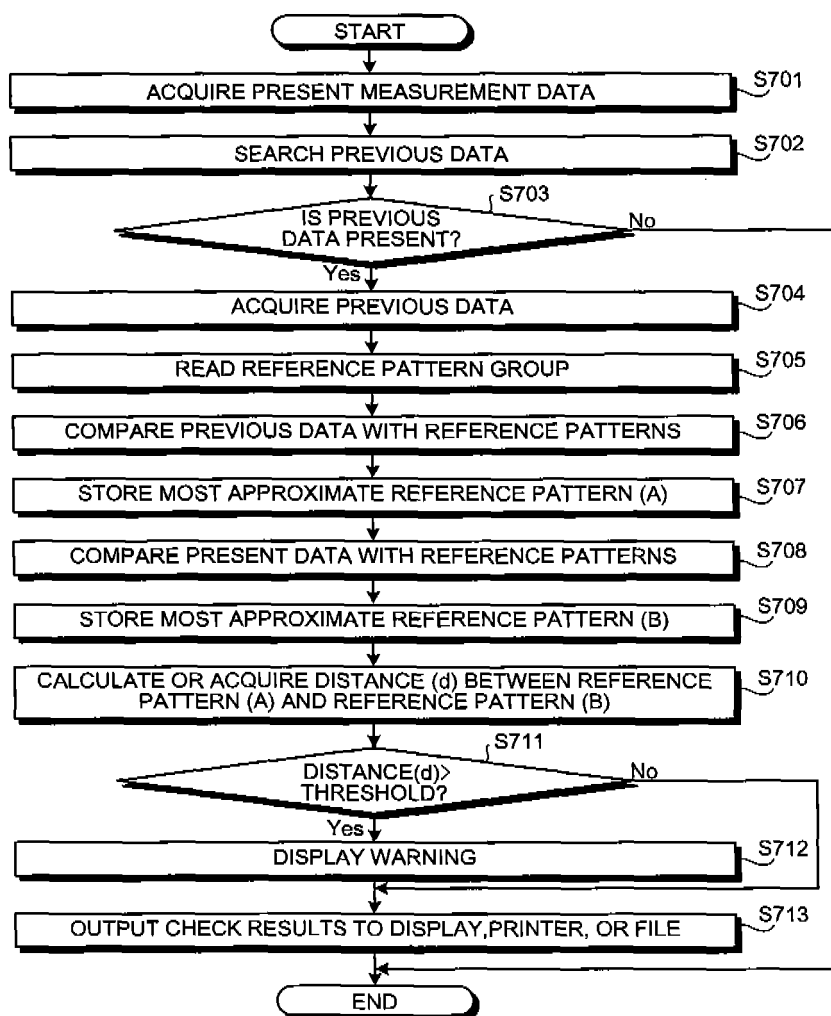 START
S701
ACQUIRE PRESENT MEASUREMENT DATA
S702
SEARCH PREVIOUS DATA
S703
IS PREVIOUS
DATA PRESENT?
No
Yes
S704
ACQUIRE PREVIOUS DATA
S705
READ REFERENCE PATTERN GROUP
S706
COMPARE PREVIOUS DATA WITH REFERENCE PATTERNS
S707
STORE MOST APPROXIMATE REFERENCE PATTERN (A)
S708
COMPARE PRESENT DATA WITH REFERENCE PATTERNS
S709
STORE MOST APPROXIMATE REFERENCE PATTERN (B)
S710
CALCULATE OR ACQUIRE DISTANCE (d) BETWEEN REFERENCE
PATTERN (A) AND REFERENCE PATTERN (B)
S711
DISTANCE(d)>
THRESHOLD?
No
Yes
S712
DISPLAY WARNING
S713
OUTPUT CHECK RESULTS TO DISPLAY,PRINTER, OR FILE
END